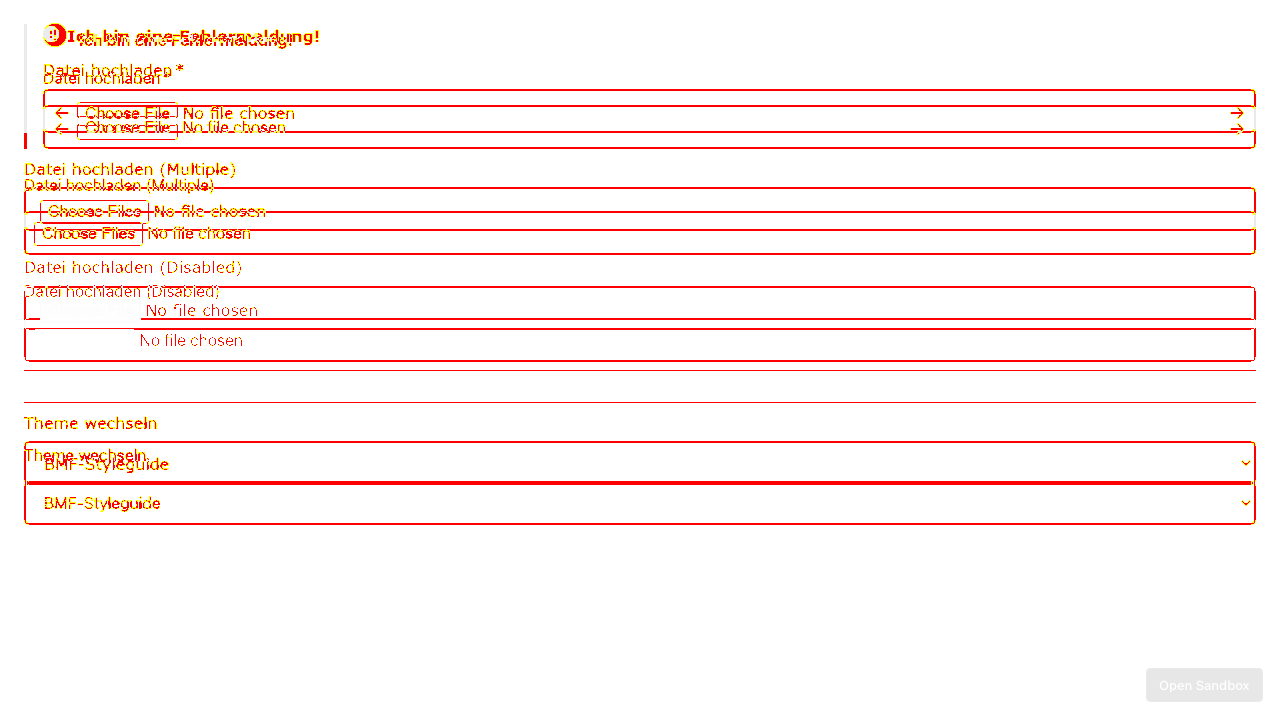 Ich bin eine Fehlermeldung!
Ich bin eine Fehlermeldung!
Datei hochladen *
Datei hochladen *
Choose File No file chosen
Choose File No file chosen
Datei hochladen (Multiple)
Datei hochladen (Multiple)
Choose Files No file chosen
Choose Files No file chosen
Datei hochladen (Disabled)
Datei hochladen (Disabled)
No file chosen
No file chosen
Theme wechseln
Theme wechseln
BMF-Styleguide
BMF-Styleguide
Open Sandbox